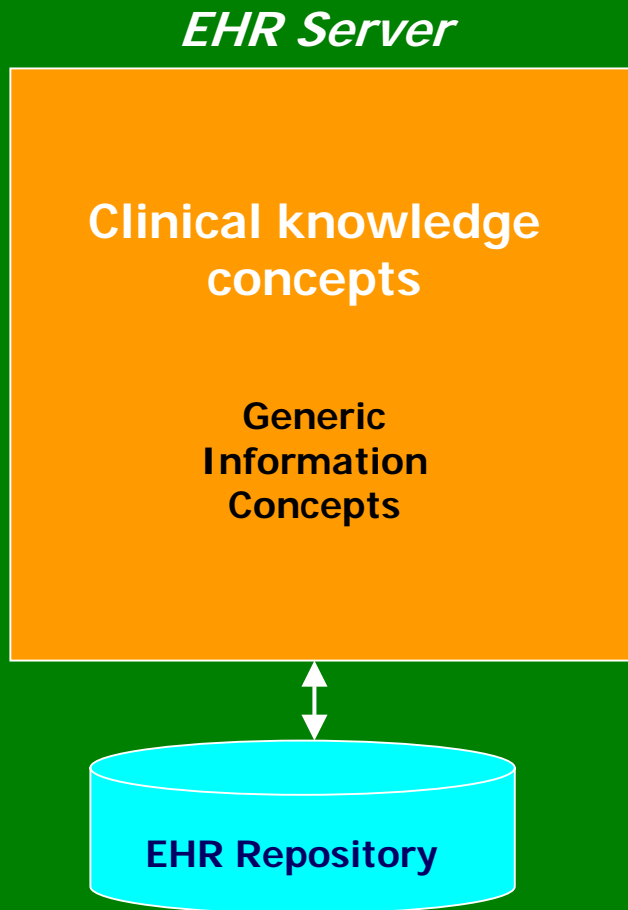 EHR Server
Clinical knowledge
concepts
Generic
Information
Concepts
EHR Repository